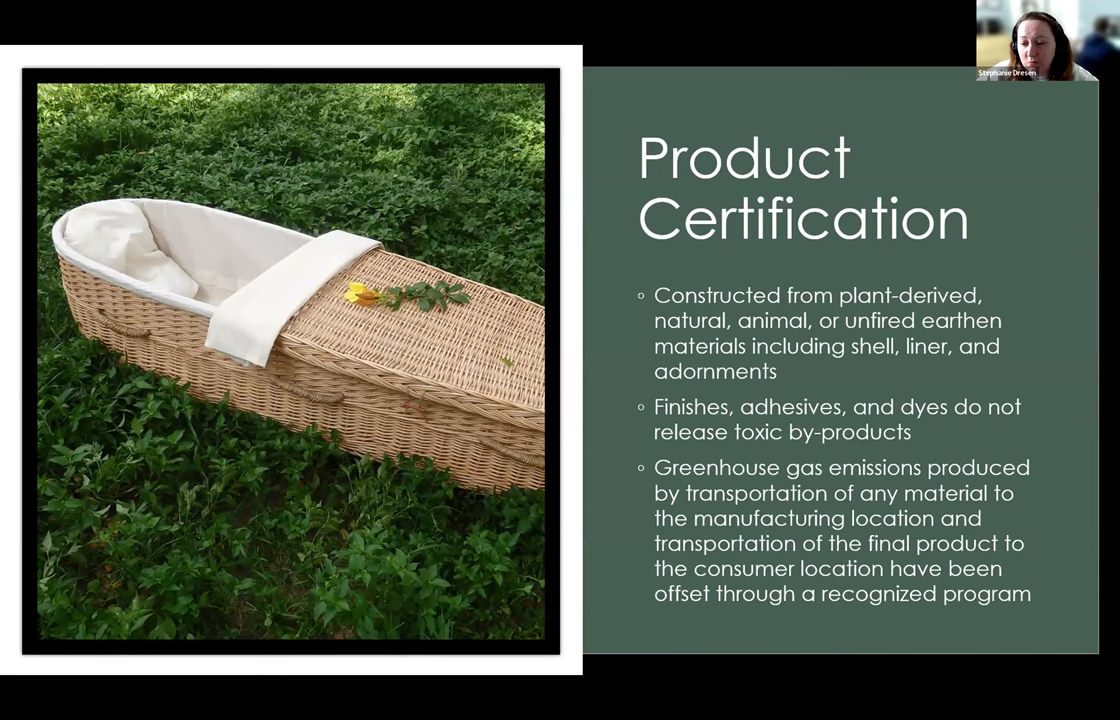 Stephanie Dresen
Product
Certification
◦ Constructed from plant-derived,
natural, animal, or unfired earthen
materials including shell, liner, and
adornments
◦ Finishes, adhesives, and dyes do not
release toxic by-products
◦ Greenhouse gas emissions produced
by transportation of any material to
the manufacturing location and
transportation of the final product to
the consumer location have been
offset through a recognized program